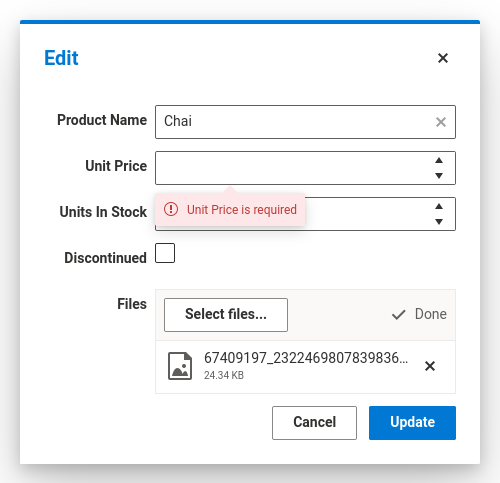 Edit
Product Name
Chai
Unit Price
Unit Price is required
Units In Stock
Discontinued
Files
Select files...
Done
67409197_2322469807839836...
24.34 KB
Cancel
Update